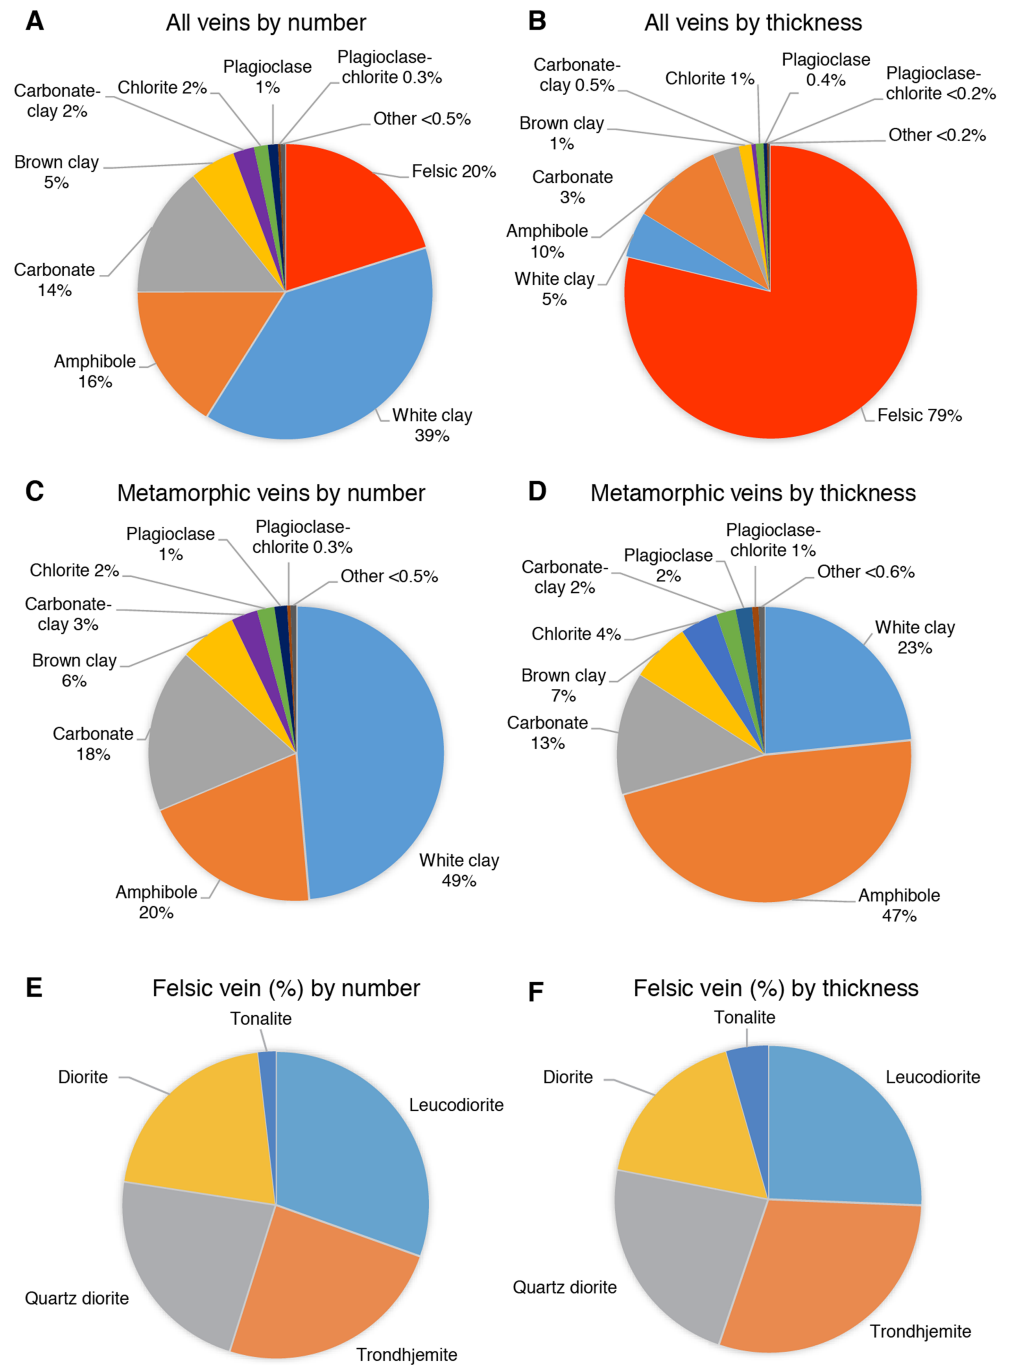 A
All veins by number
Plagioclase-
chlorite 0.3%
Plagioclase
1%
Chlorite 2%
Carbonate-
clay 2%
Other <0.5%
Brown clay
5%
Felsic 20%
Carbonate
14%
Amphibole
16%
White clay
39%
B
All veins by thickness
Carbonate-
clay 0.5%
Chlorite 1%
Plagioclase
0.4%
Plagioclase-
chlorite <0.2%
Brown clay
1%
Other <0.2%
Carbonate
3%
Amphibole
10%
White clay
5%
Felsic 79%
C
Metamorphic veins by number
Plagioclase
1%
Plagioclase-
chlorite 0.3%
Chlorite 2%
Other <0.5%
Carbonate-
clay 3%
Brown clay
6%
Carbonate
18%
White clay
49%
Amphibole
20%
D
Metamorphic veins by thickness
Plagioclase-
chlorite 1%
Plagioclase
2%
Carbonate-
clay 2%
Other <0.6%
Chlorite 4%
White clay
23%
Brown clay
7%
Carbonate
13%
Amphibole
47%
E
Felsic vein (%) by number
Tonalite
Diorite
Leucodiorite
Quartz diorite
Trondhjemite
F
Felsic vein (%) by thickness
Tonalite
Diorite
Leucodiorite
Quartz diorite
Trondhjemite